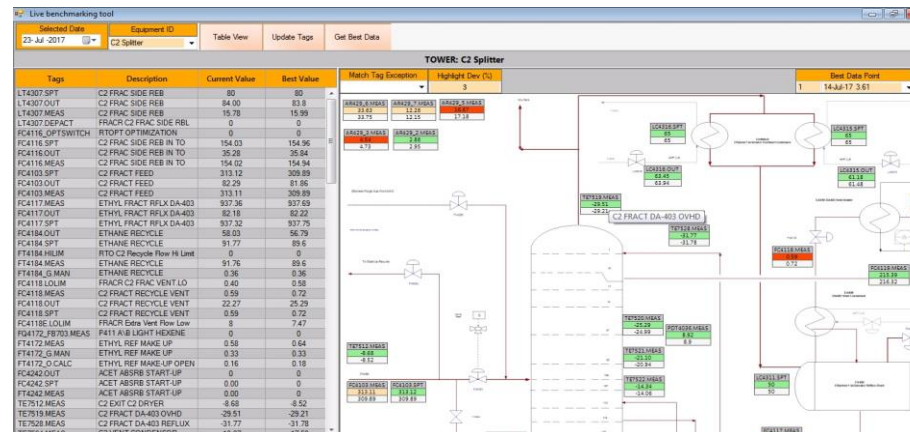 Live benchmarking tool
Selected Date
Equipment ID
23- Jul -2017
C2 Splitter
Table View
Update Tags
Get Best Data
TOWER: C2 Splitter
Tags Description Current Value Best Value
LT4307.SPT C2 FRAC SIDE REB 80 80
LT4307.OUT C2 FRAC SIDE REB 84.00 83.8
LT4307.MEAS C2 FRAC SIDE REB 15.78 15.99
LT4307.DEPACT FRACR C2 FRAC SIDE RBL 0 0
FC4116_OPTSWITCH RTOPT OPTIMIZATION 0 0
FC4116.SPT C2 FRAC SIDE REB IN TO 154.03 154.96
FC4116.OUT C2 FRAC SIDE REB IN TO 35.28 35.84
FC4116.MEAS C2 FRAC SIDE REB IN TO 154.02 154.94
FC4103.SPT C2 FRACT FEED 313.12 309.89
FC4103.OUT C2 FRACT FEED 82.29 81.86
FC4103.MEAS C2 FRACT FEED 313.11 309.89
FC4117.MEAS ETHYL FRACT RFLX DA-403 937.36 937.69
FC4117.OUT ETHYL FRACT RFLX DA-403 82.18 82.22
FC4117.SPT ETHYL FRACT RFLX DA-403 937.32 937.75
FC4184.OUT ETHANE RECYCLE 58.03 56.79
FC4184.SPT ETHANE RECYCLE 91.77 89.6
FT4184.HILIM RTO C2 Recycle Flow Hi Limit 0 0
FC4184.MEAS ETHANE RECYCLE 91.76 89.6
FT4184_G.MAN ETHANE RECYCLE 0.36 0.36
FC4118.LOLIM FRACR C2 FRAC VENT LO 0.40 0.58
FC4118.MEAS C2 FRACT RECYCLE VENT 0.59 0.72
FC4118.OUT C2 FRACT RECYCLE VENT 22.27 25.29
FC4118.SPT C2 FRACT RECYCLE VENT 0.59 0.72
FC4118E.LOLIM FRACR Extra Vent Flow Low 8 7.47
FQ4172_FB703.MEAS F411 A\B LIGHT HEXENE 0 0
FT4172.MEAS ETHYL REF MAKE UP 0.58 0.64
FT4172_G.MAN ETHYL REF MAKE UP 0.33 0.33
FT4172_O.CALC ETHYL REF MAKE-UP OPEN 0.16 0.18
FC4242.OUT ACET ABSRB START-UP 0 0
FC4242.SPT ACET ABSRB START-UP 0.00 0
FT4242.MEAS ACET ABSRB START-UP 0.00 0
TE7512.MEAS C2 EXIT C2 DRYER -8.68 -8.52
TE7519.MEAS C2 FRACT DA-403 OVHD -29.51 -29.21
TE7528.MEAS C2 FRACT DA-403 REFLUX -31.77 -31.78
Match Tag Exception
Highlight Dev (%)
3
Best Data Point
1 14-Jul-17 3.61
AR429_6.MEAS AR429_7.MEAS AR429_5.MEAS
33.83 12.28
33.75 12.15 17.18
AR429_3.MEAS AR429_2.MEAS
4.73 2.95
LC4316.SPT
65
65
LC4315.SPT
65
65
LC4316.OUT
63.45
63.94
LC4315.OUT
61.18
61.48
TE7519.MEAS
-29.51
-29.21
C2 FRACT DA-403 OVHD
TE7528.MEAS
-31.77
-31.78
FC4118.MEAS
0.59
0.72
FC4119.MEAS
213.39
214.32
TE7520.MEAS
-25.29
-24.99
PDT4036.MEAS
8.92
8.9
TE7521.MEAS
-21.10
-20.84
TE7522.MEAS
-14.34
-14.06
TE7512.MEAS
-8.68
-8.52
FC4103.MEAS FC4103.SPT
313.11 313.12
309.89 309.89
LC4311.SPT
50
50
FC4117.MEAS